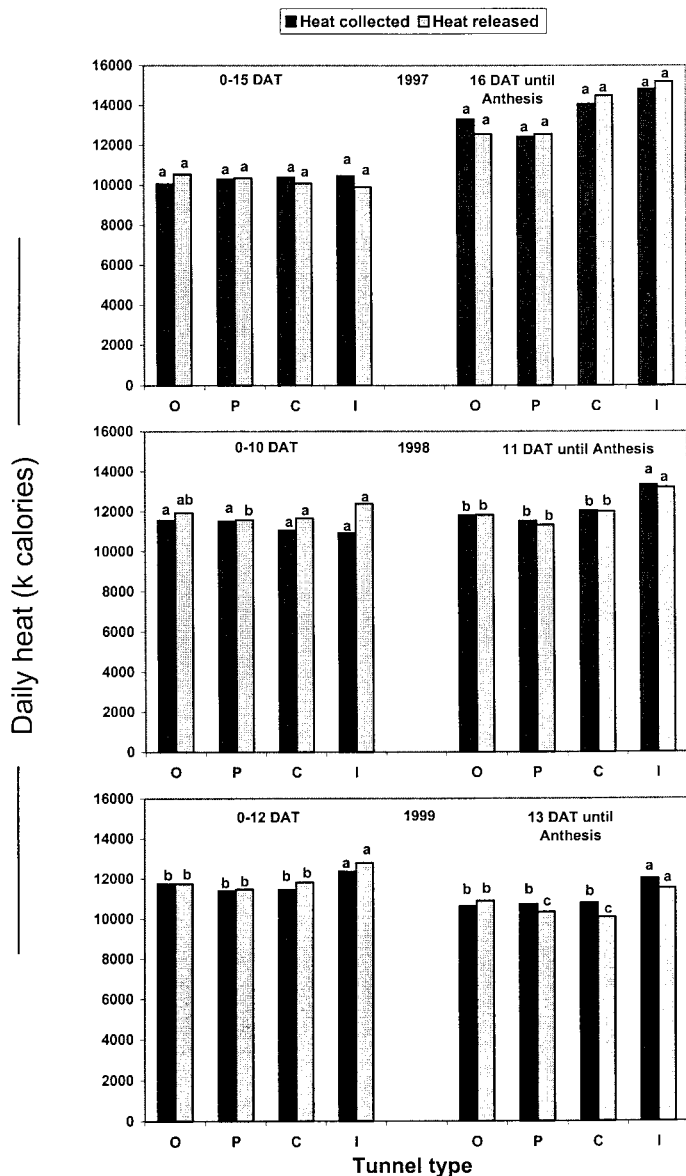 Heat collected Heat released
16000 0-15 DAT 1997 16 DAT until
Anthesis
14000
12000
10000
8000
6000
4000
2000
0
a a a a a a a a a a a a a a a a
O P C I O P C I
16000 0-10 DAT 1998 11 DAT until Anthesis
14000
12000
10000
8000
6000
4000
2000
0
a ab a b a a a a b b b b b b a a
O P C I O P C I
16000 0-12 DAT 1999 13 DAT until
Anthesis
14000
12000
10000
8000
6000
4000
2000
0
b b b b b b a a b b b c b c a a
O P C I O P C I
Tunnel type
Daily heat (k calories)